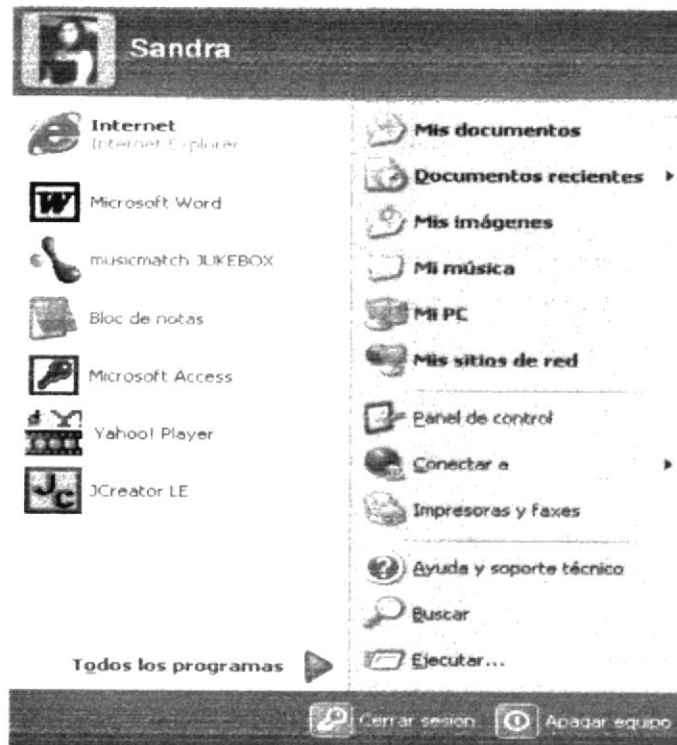 Sandra
Internet
Internet Explorer
Microsoft Word
musicmatch JUKEBOX
Bloc de notas
Microsoft Access
Yahoo! Player
JCreator LE
Todos los programas
Mis documentos
Documentos recientes
Mis imágenes
Mi música
Mi PC
Mis sitios de red
Panel de control
Conectar a
Impresoras y faxes
Ayuda y soporte técnico
Buscar
Ejecutar...
Cerrar sesión
Apagar equipo